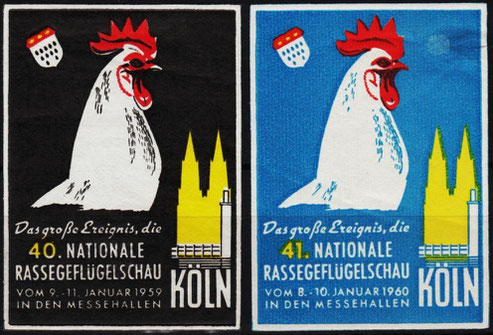 Das große Ereignis, die
40. NATIONALE
RASSEGEFLÜGELSCHAU
VOM 9.-11. JANUAR 1959
IN DEN MESSEHALLEN
KÖLN
Das große Ereignis, die
41. NATIONALE
RASSEGEFLÜGELSCHAU
VOM 8.-10. JANUAR 1960
IN DEN MESSEHALLEN
KÖLN